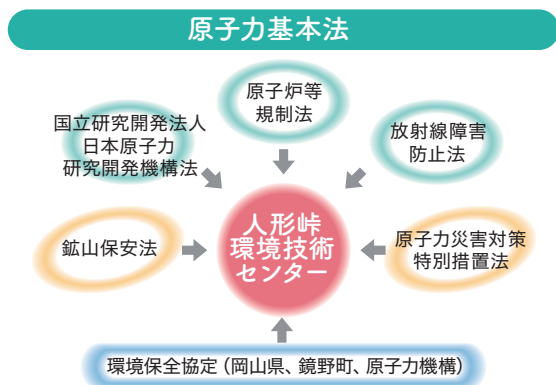 原子力基本法
原子炉等
規制法
国立研究開発法人
日本原子力
研究開発機構法
放射線障害
防止法
人形峠
環境技術
センター
鉱山保安法
原子力災害対策
特別措置法
環境保全協定（岡山県、鏡野町、原子力機構）